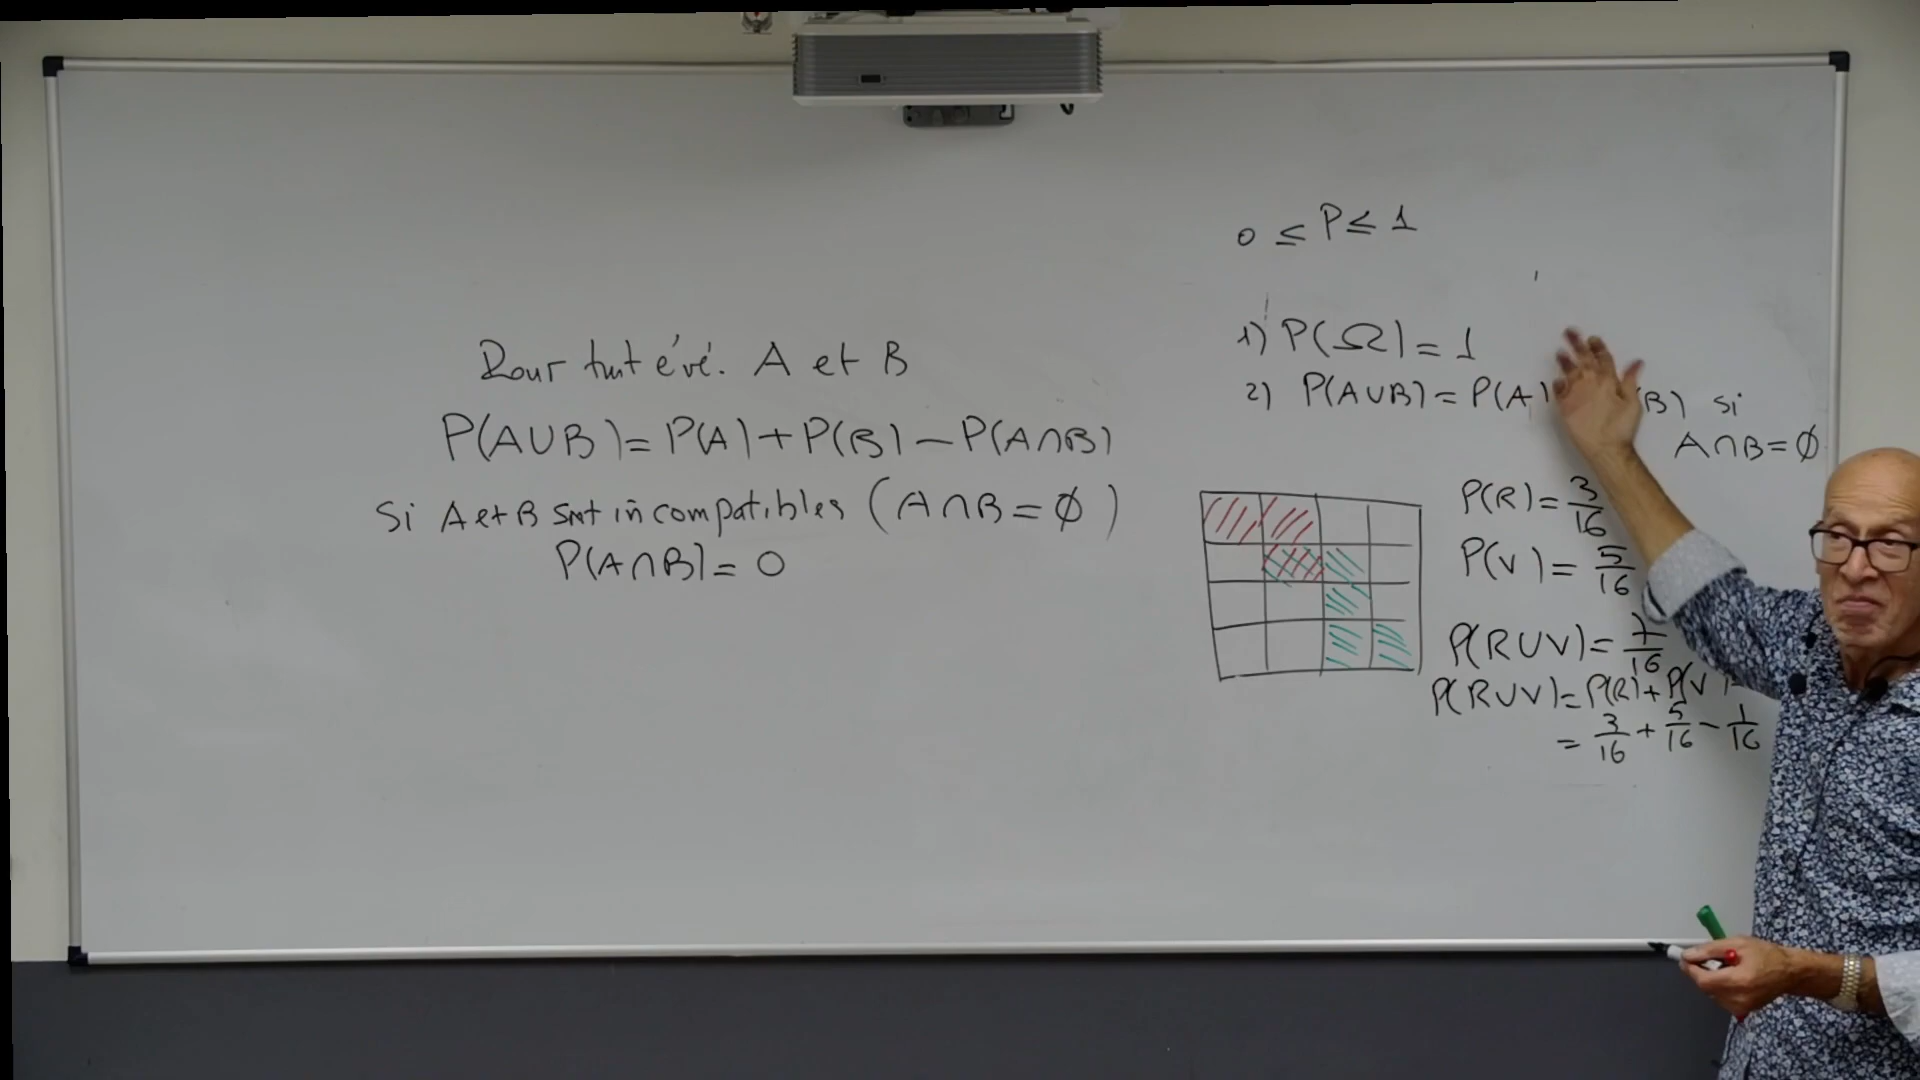 Pour tout évé. A et B
P(A∪B) = P(A) + P(B) − P(A∩B)
Si A et B sont incompatibles (A∩B = ∅)
P(A∩B) = 0
0 ≤ P ≤ 1
1) P(Ω) = 1
2) P(A∪B) = P(A) (B) si
A∩B = ∅
P(R) = 3/16
P(V) = 5/16
P(R∪V) = 7/16
P(R∪V) = P(R) + P(V)
= 3/16 + 5/16 − 1/16